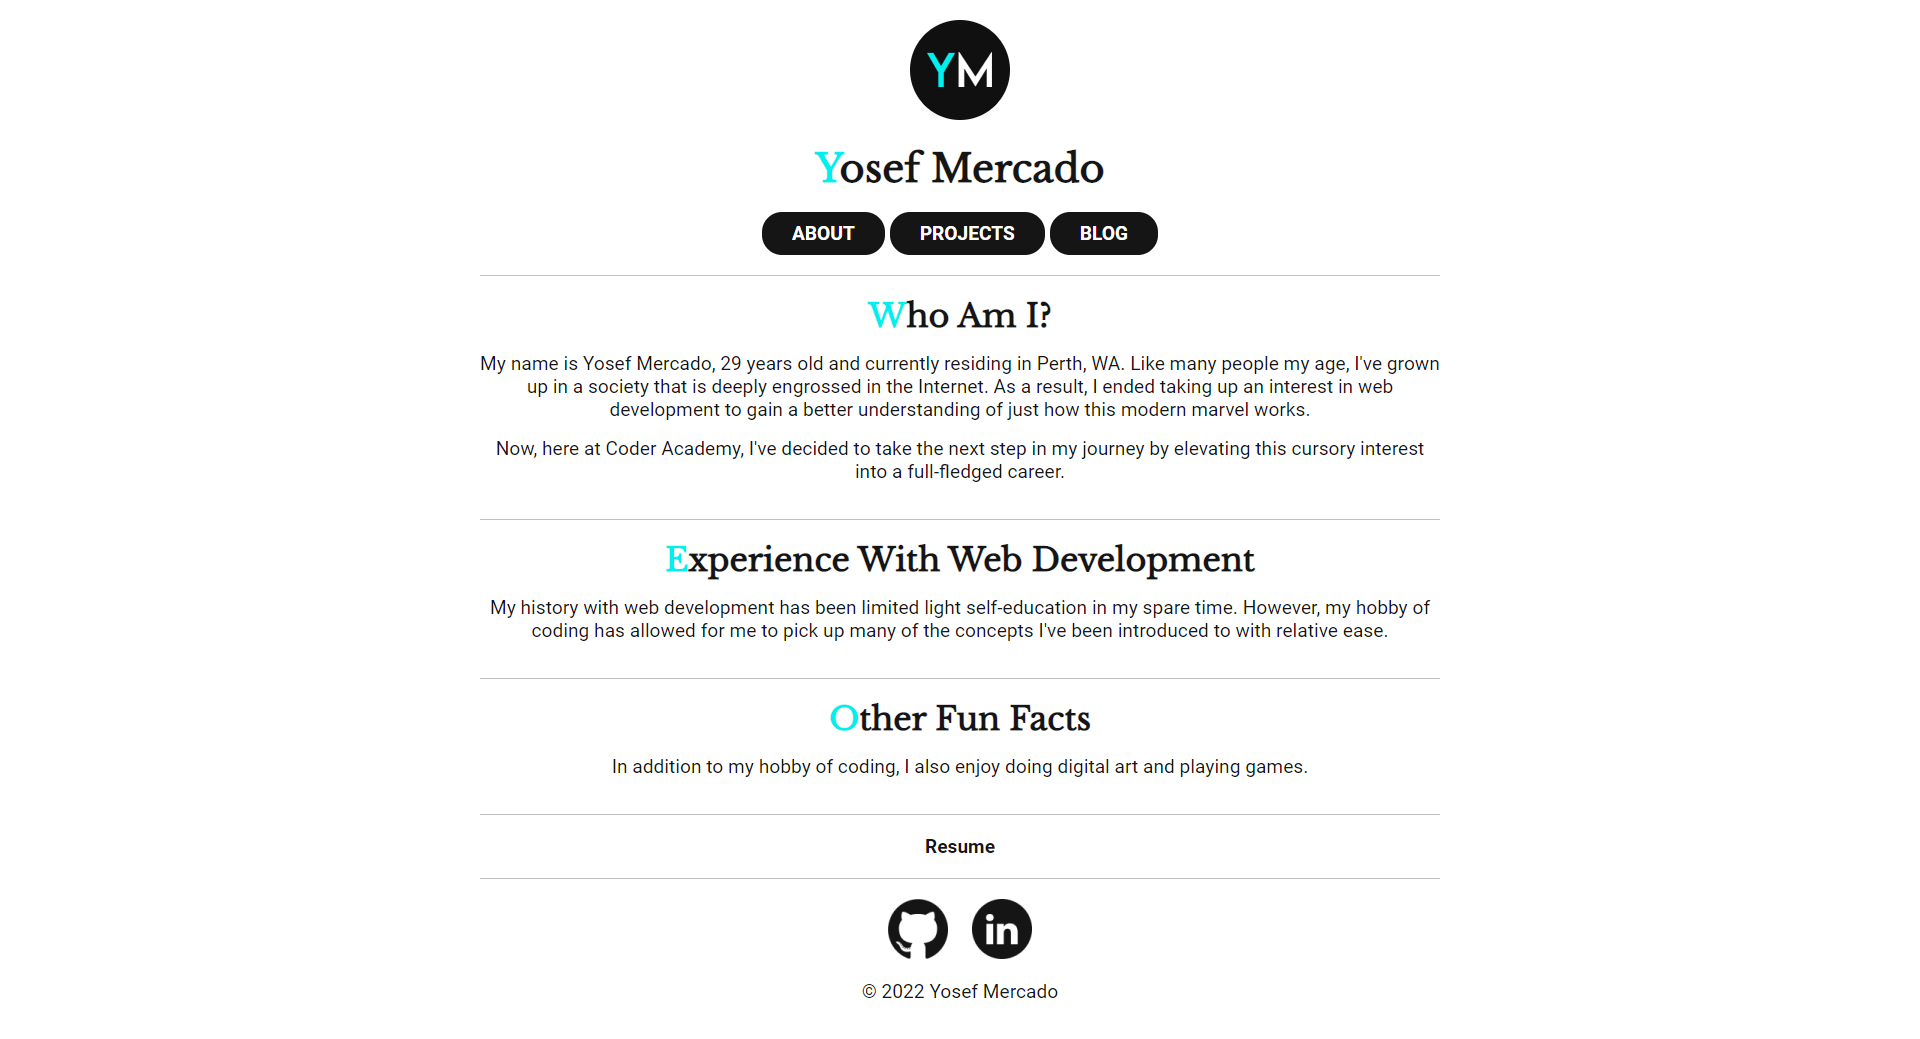 YM
Yosef Mercado
ABOUT PROJECTS BLOG
Who Am I?
My name is Yosef Mercado, 29 years old and currently residing in Perth, WA. Like many people my age, I've grown
up in a society that is deeply engrossed in the Internet. As a result, I ended taking up an interest in web
development to gain a better understanding of just how this modern marvel works.
Now, here at Coder Academy, I've decided to take the next step in my journey by elevating this cursory interest
into a full-fledged career.
Experience With Web Development
My history with web development has been limited light self-education in my spare time. However, my hobby of
coding has allowed for me to pick up many of the concepts I've been introduced to with relative ease.
Other Fun Facts
In addition to my hobby of coding, I also enjoy doing digital art and playing games.
Resume
in
© 2022 Yosef Mercado